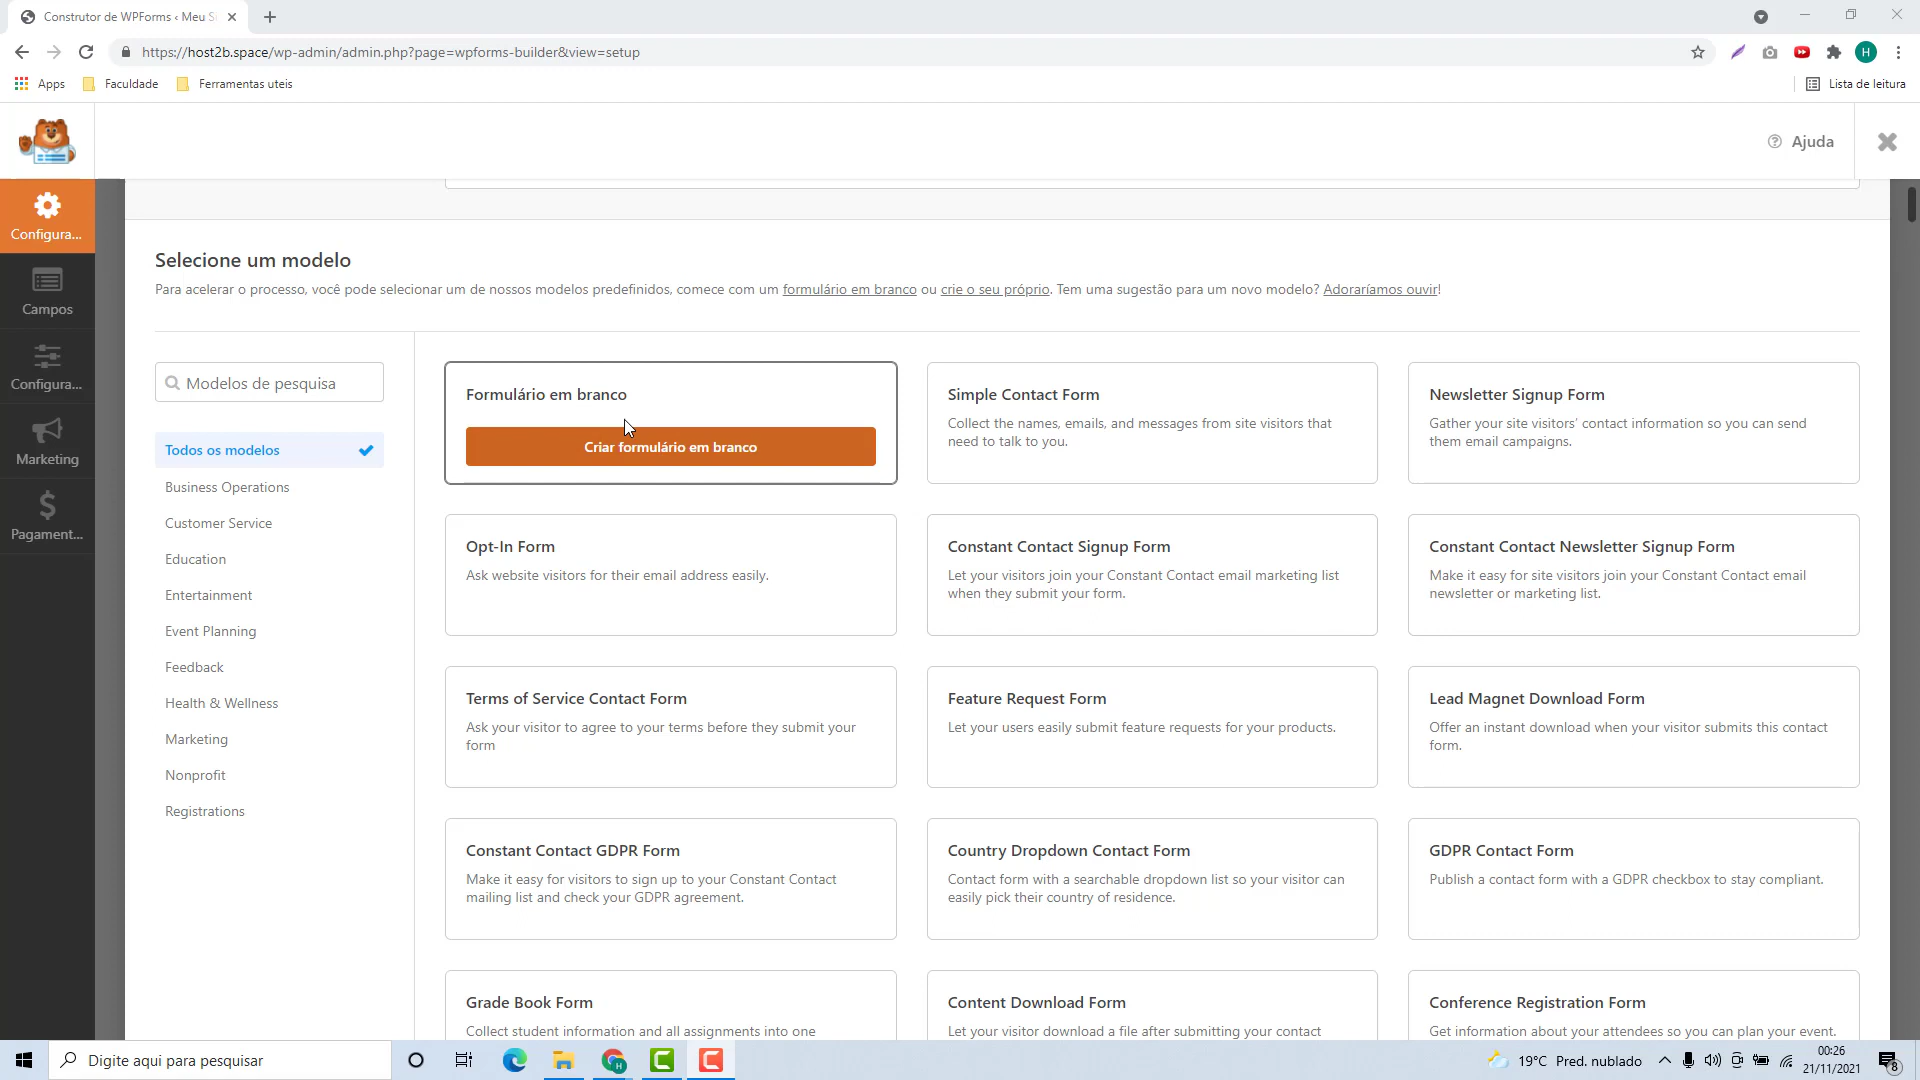 Construtor de WPForms ‹ Meu S
https://host2b.space/wp-admin/admin.php?page=wpforms-builder&view=setup
H
Apps
Faculdade
Ferramentas uteis
Lista de leitura
Ajuda
Configura...
Campos
Configura...
Marketing
Pagament...
Selecione um modelo
Para acelerar o processo, você pode selecionar um de nossos modelos predefinidos, comece com um formulário em branco ou crie o seu próprio. Tem uma sugestão para um novo modelo? Adoraríamos ouvir!
Modelos de pesquisa
Todos os modelos
Business Operations
Customer Service
Education
Entertainment
Event Planning
Feedback
Health & Wellness
Marketing
Nonprofit
Registrations
Formulário em branco
Criar formulário em branco
Simple Contact Form
Collect the names, emails, and messages from site visitors that
need to talk to you.
Newsletter Signup Form
Gather your site visitors’ contact information so you can send
them email campaigns.
Opt-In Form
Ask website visitors for their email address easily.
Constant Contact Signup Form
Let your visitors join your Constant Contact email marketing list
when they submit your form.
Constant Contact Newsletter Signup Form
Make it easy for site visitors join your Constant Contact email
newsletter or marketing list.
Terms of Service Contact Form
Ask your visitor to agree to your terms before they submit your
form
Feature Request Form
Let your users easily submit feature requests for your products.
Lead Magnet Download Form
Offer an instant download when your visitor submits this contact
form.
Constant Contact GDPR Form
Make it easy for visitors to sign up to your Constant Contact
mailing list and check your GDPR agreement.
Country Dropdown Contact Form
Contact form with a searchable dropdown list so your visitor can
easily pick their country of residence.
GDPR Contact Form
Publish a contact form with a GDPR checkbox to stay compliant.
Grade Book Form
Collect student information and all assignments into one
Content Download Form
Let your visitor download a file after submitting your contact
Conference Registration Form
Get information about your attendees so you can plan your event.
Digite aqui para pesquisar
19°C Pred. nublado
00:26
21/11/2021
8